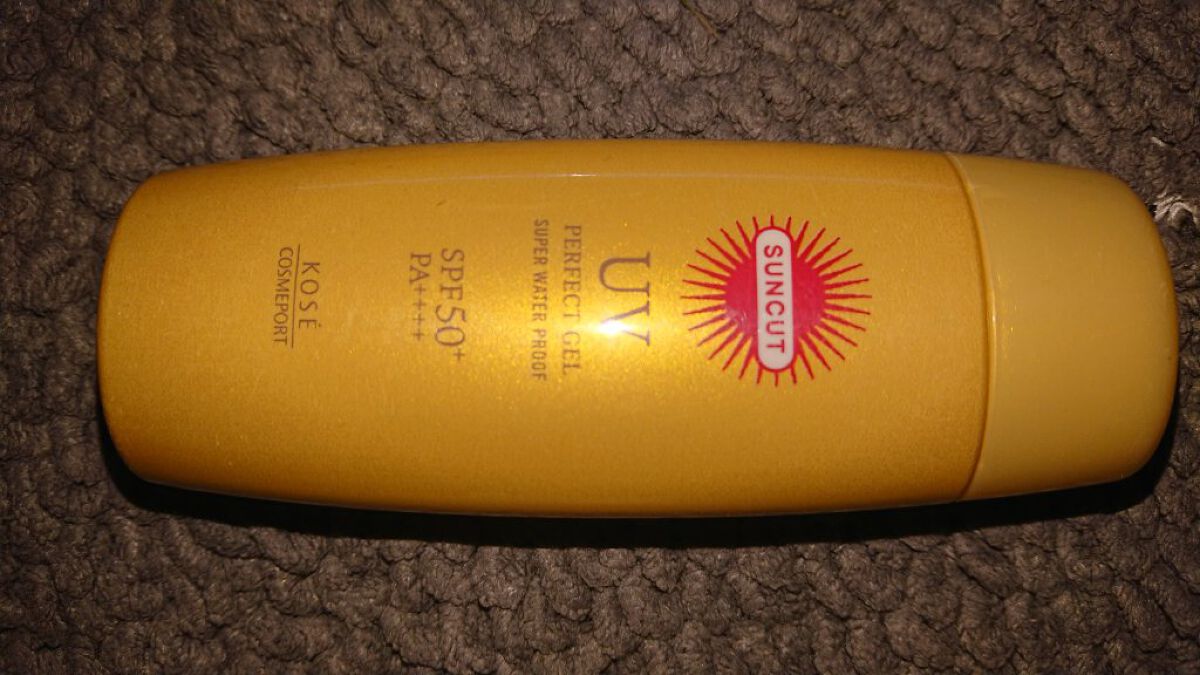 SUNCUT
UV
PERFECT GEL
SUPER WATER PROOF
SPF50+
PA++++
KOSÉ
COSMEPORT